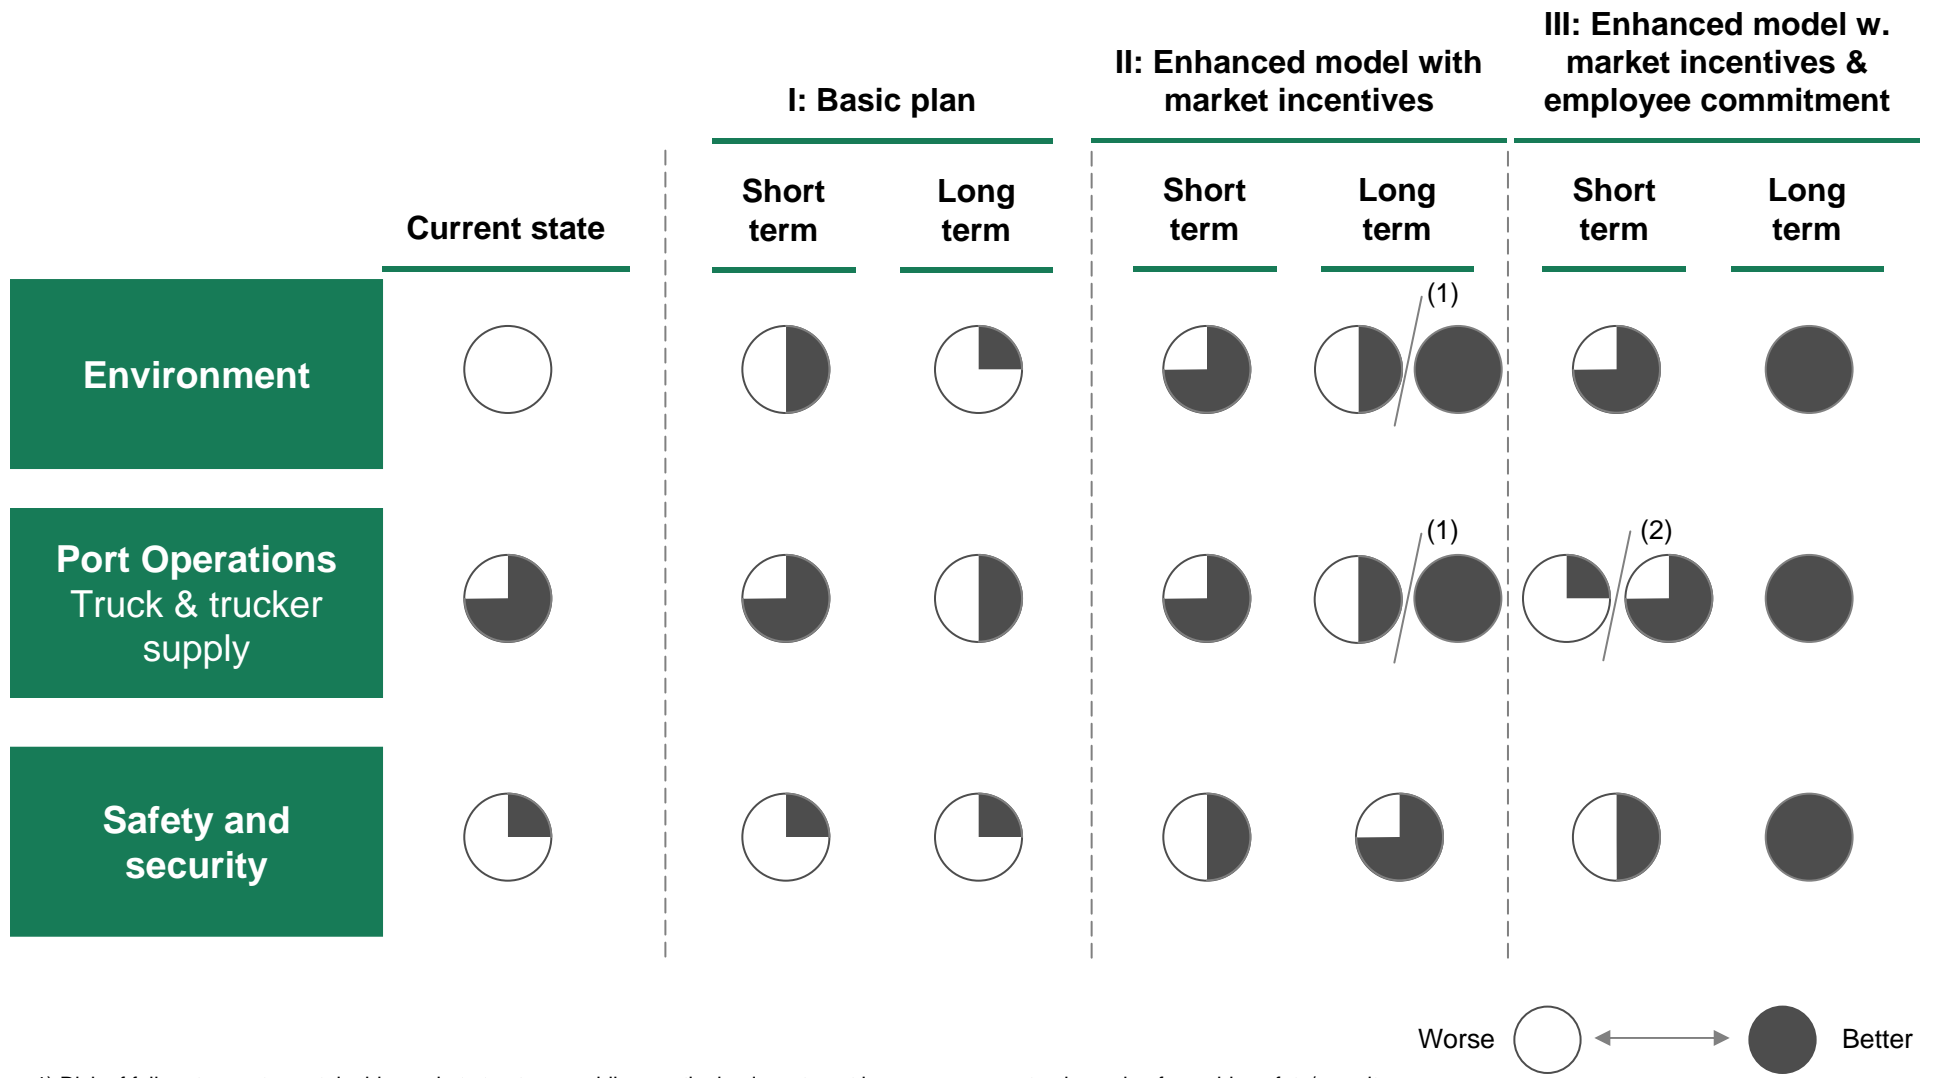 III: Enhanced model w.
market incentives &
employee commitment
II: Enhanced model with
market incentives
I: Basic plan
Current state
Short
term
Long
term
Short
term
Long
term
Short
term
Long
term
Environment
(1)
Port Operations
Truck & trucker
supply
(1)
(2)
Safety and
security
Worse
Better